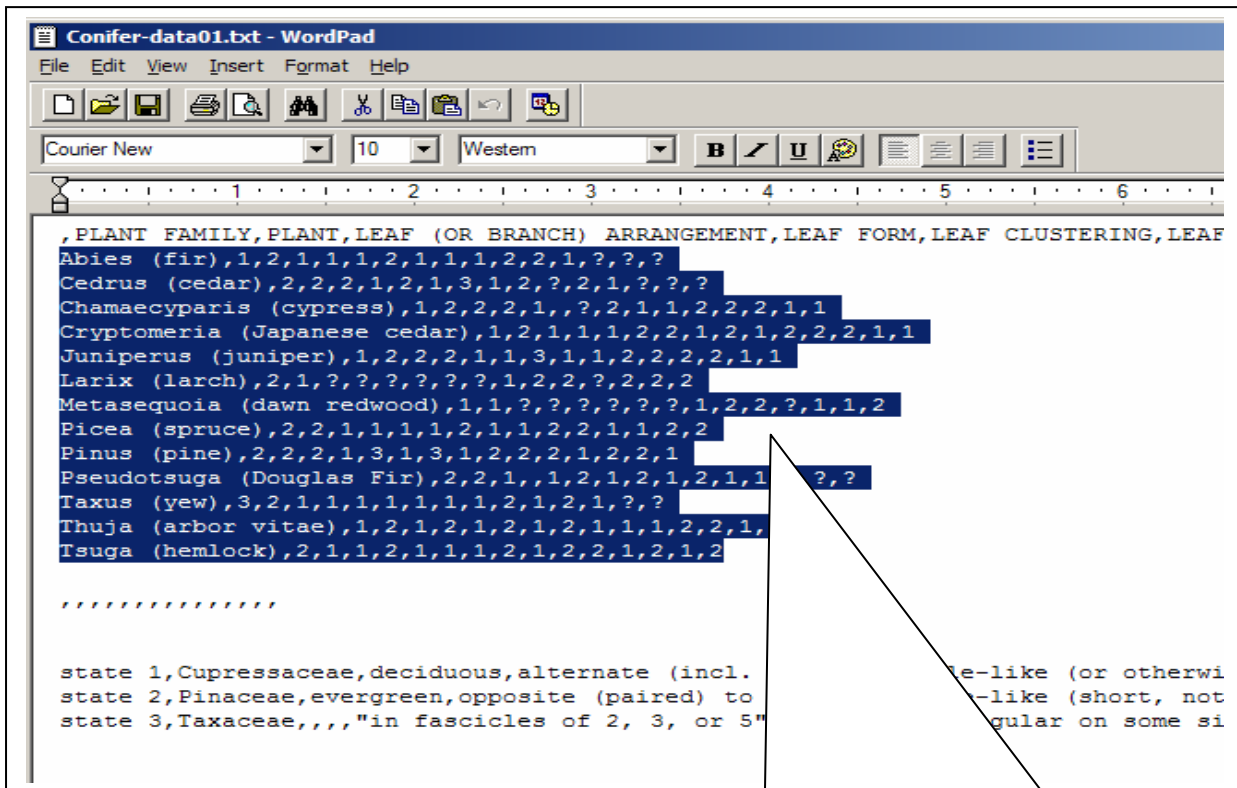 Conifer-data01.txt - WordPad
File Edit View Insert Format Help
Courier New 10 Western B I U
1 2 3 4 5 6
,PLANT FAMILY,PLANT,LEAF (OR BRANCH) ARRANGEMENT,LEAF FORM,LEAF CLUSTERING,LEAF
Abies (fir),1,2,1,1,1,2,1,1,1,2,2,1,?,?,?
Cedrus (cedar),2,2,2,1,2,1,3,1,2,?,2,1,?,?,?
Chamaecyparis (cypress),1,2,2,2,1,,?,2,1,1,2,2,2,1,1
Cryptomeria (Japanese cedar),1,2,1,1,1,2,2,1,2,1,2,2,2,1,1
Juniperus (juniper),1,2,2,2,1,1,3,1,1,2,2,2,2,1,1
Larix (larch),2,1,?,?,?,?,?,?,1,2,2,?,2,2,2
Metasequoia (dawn redwood),1,1,?,?,?,?,?,?,1,2,2,?,1,1,2
Picea (spruce),2,2,1,1,1,1,2,1,1,2,2,1,1,2,2
Pinus (pine),2,2,2,1,3,1,3,1,2,2,2,1,2,2,1
Pseudotsuga (Douglas Fir),2,2,1,,1,2,1,2,1,2,1,1 ?,?
Taxus (yew),3,2,1,1,1,1,1,1,1,2,1,2,1,?,?
Thuja (arbor vitae),1,2,1,2,1,2,1,2,1,1,1,2,2,1,
Tsuga (hemlock),2,1,1,2,1,1,1,2,1,2,2,1,2,1,2
,,,,,,,,,,,,,,,
state 1,Cupressaceae,deciduous,alternate (incl. e-like (or otherwi
state 2,Pinaceae,evergreen,opposite (paired) to -like (short, not
state 3,Taxaceae,,,,"in fascicles of 2, 3, or 5" gular on some si